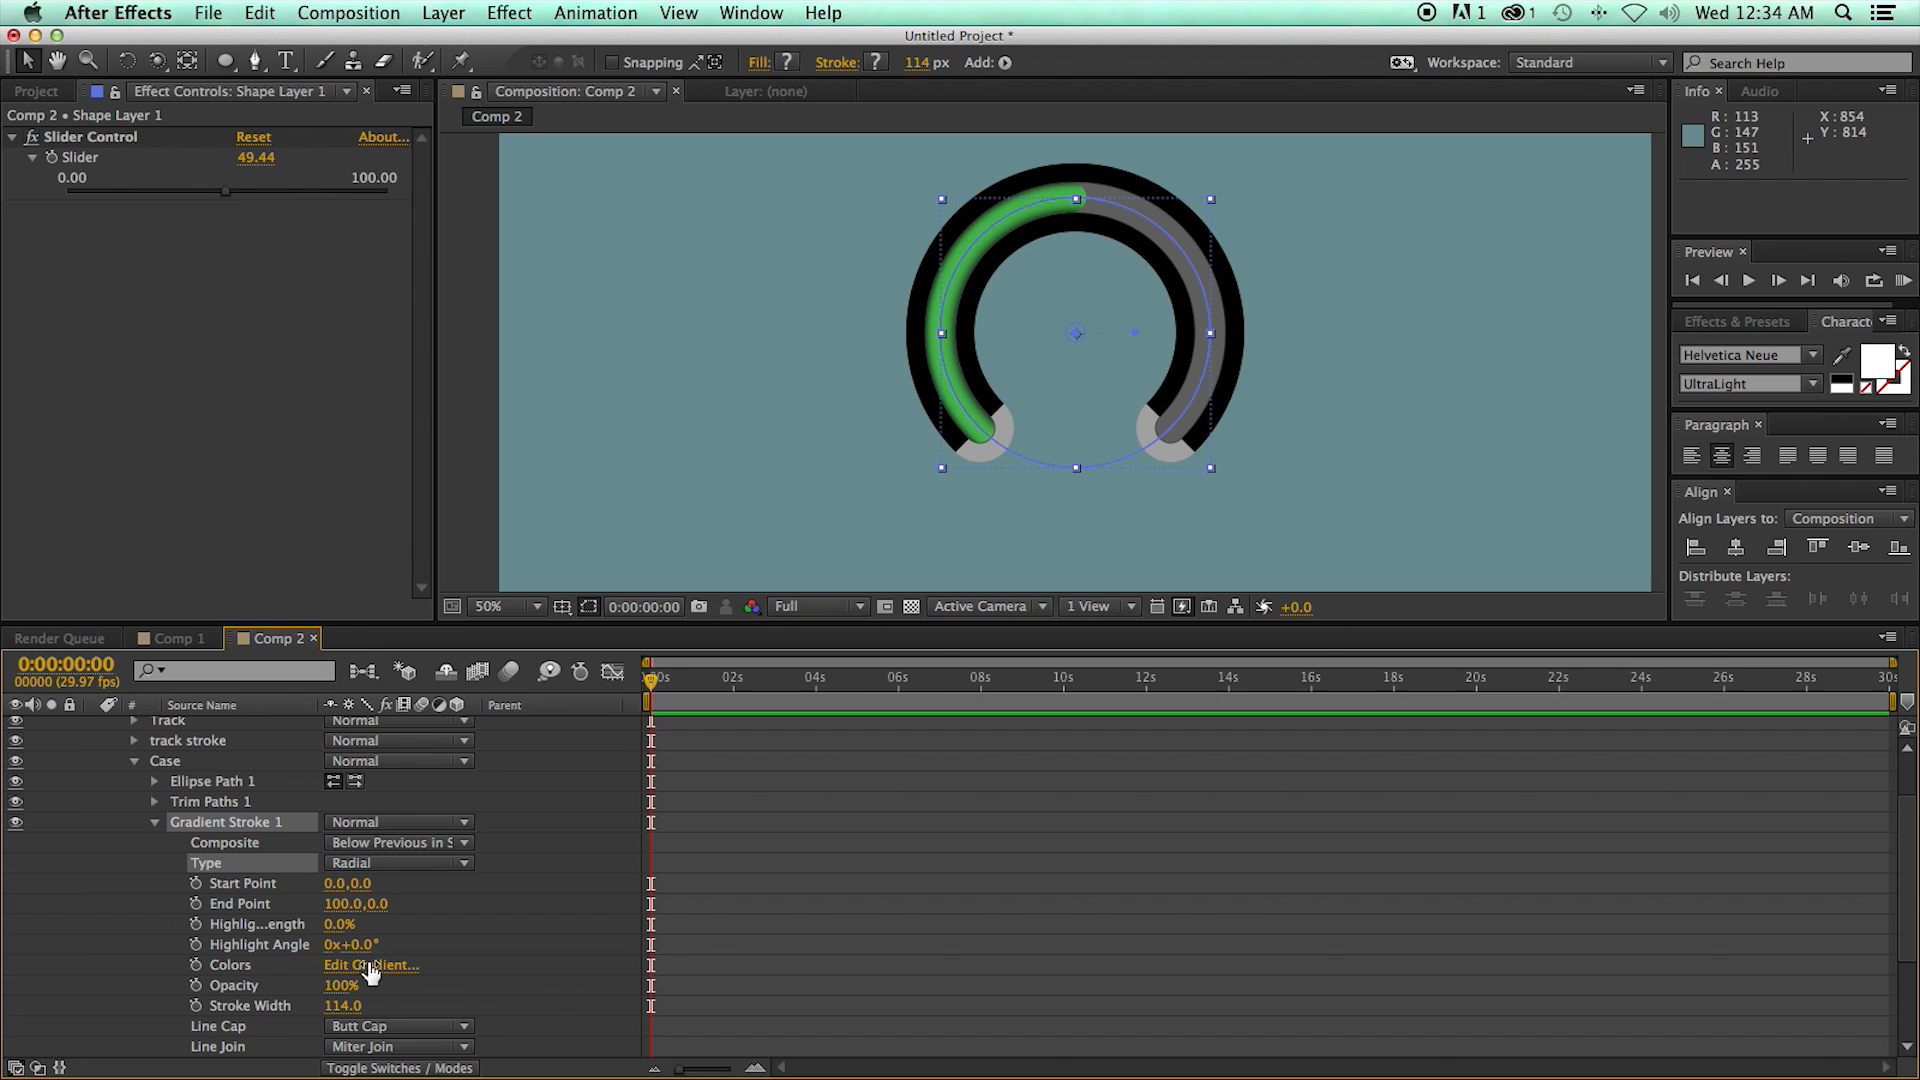 After Effects File Edit Composition Layer Effect Animation View Window Help 1 1 Wed 12:34 AM
Untitled Project *
Snapping Fill: ? Stroke: ? 114 px Add: Workspace: Standard Search Help
Project Effect Controls: Shape Layer 1 × Composition: Comp 2 × Layer: (none) Info × Audio
Comp 2 • Shape Layer 1
Comp 2
R: 113 X: 854
G: 147 Y: 814
B: 151
A: 255
fx Slider Control Reset About...
Slider 49.44
0.00 100.00
Preview ×
Effects & Presets Charact
Helvetica Neue
UltraLight
Paragraph ×
Align ×
Align Layers to: Composition
Distribute Layers:
50% 0:00:00:00 Full Active Camera 1 View +0.0
Render Queue Comp 1 Comp 2 ×
0:00:00:00
00000 (29.97 fps)
02s 04s 06s 08s 10s 12s 14s 16s 18s 20s 22s 24s 26s 28s 30s
# Source Name fx Parent
Track Normal
track stroke Normal
Case Normal
Ellipse Path 1
Trim Paths 1
Gradient Stroke 1 Normal
Composite Below Previous in S
Type Radial
Start Point 0.0,0.0
End Point 100.0,0.0
Highlig...ength 0.0%
Highlight Angle 0x+0.0°
Colors Edit Gradient...
Opacity 100%
Stroke Width 114.0
Line Cap Butt Cap
Line Join Miter Join
Toggle Switches / Modes